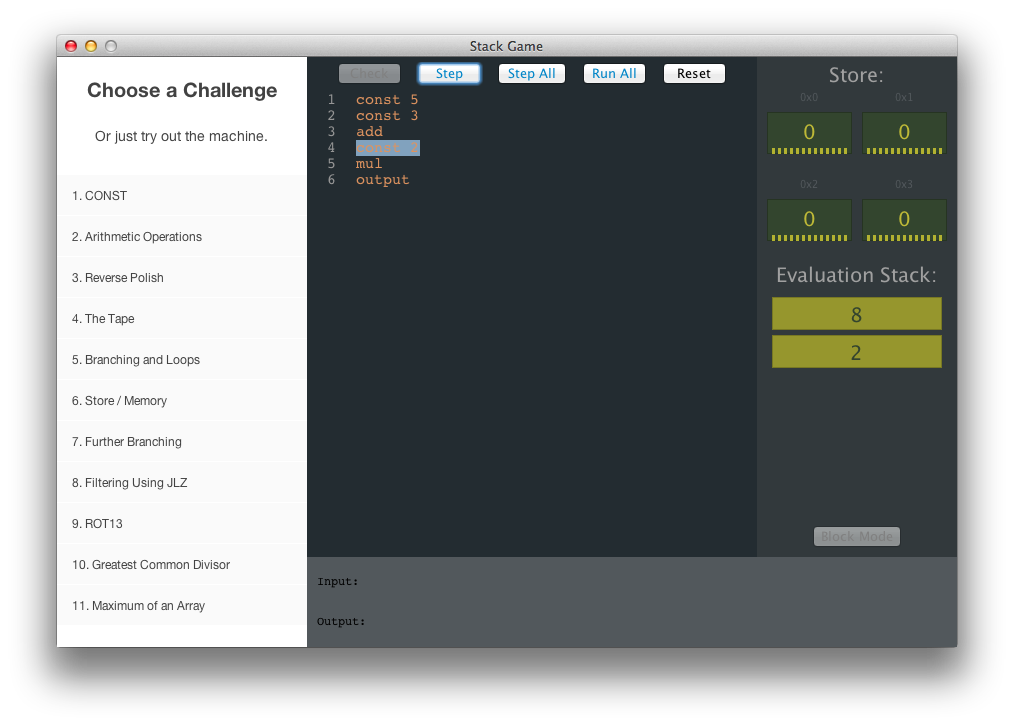 Stack Game
Choose a Challenge
Or just try out the machine.
1. CONST
2. Arithmetic Operations
3. Reverse Polish
4. The Tape
5. Branching and Loops
6. Store / Memory
7. Further Branching
8. Filtering Using JLZ
9. ROT13
10. Greatest Common Divisor
11. Maximum of an Array
Check Step Step All Run All Reset
1 const 5
2 const 3
3 add
4 const 2
5 mul
6 output
Input:
Output:
Store:
0x0 0x1
0 0
0x2 0x3
0 0
Evaluation Stack:
8
2
Block Mode